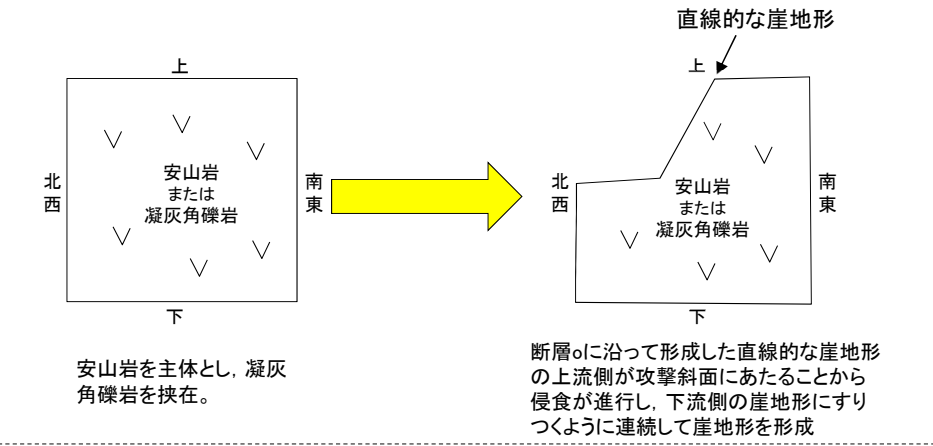 直線的な崖地形
上
北西
安山岩
または
凝灰角礫岩
南東
下
上
北西
安山岩
または
凝灰角礫岩
南東
下
安山岩を主体とし，凝灰
角礫岩を挟在。
断層oに沿って形成した直線的な崖地形
の上流側が攻撃斜面にあたることから
侵食が進行し，下流側の崖地形にすり
つくように連続して崖地形を形成